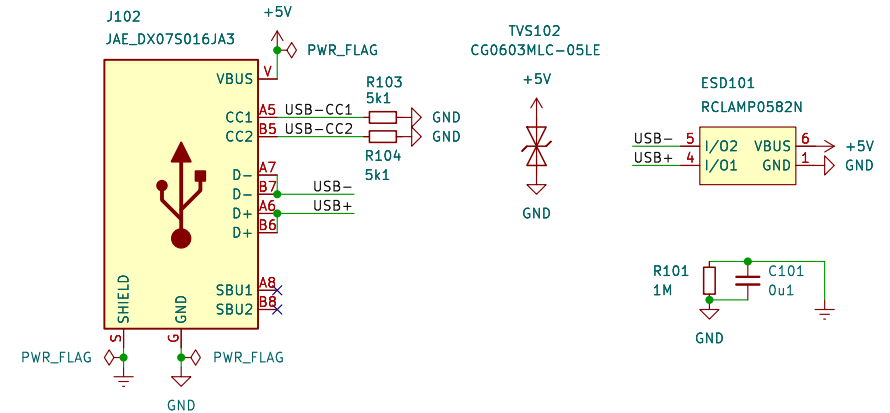 J102
JAE_DX07S016JA3
+5V
PWR_FLAG
VBUS V
CC1 A5 USB-CC1
CC2 B5 USB-CC2
R103
5k1
GND
GND
R104
5k1
D- A7
D- B7 USB-
D+ A6 USB+
D+ B6
SBU1 A8
SBU2 B8
SHIELD
GND
S
G
PWR_FLAG
PWR_FLAG
GND
TVS102
CG0603MLC-05LE
+5V
GND
ESD101
RCLAMP0582N
USB- 5 I/O2 VBUS 6 +5V
USB+ 4 I/O1 GND 1 GND
R101
1M
C101
0u1
GND